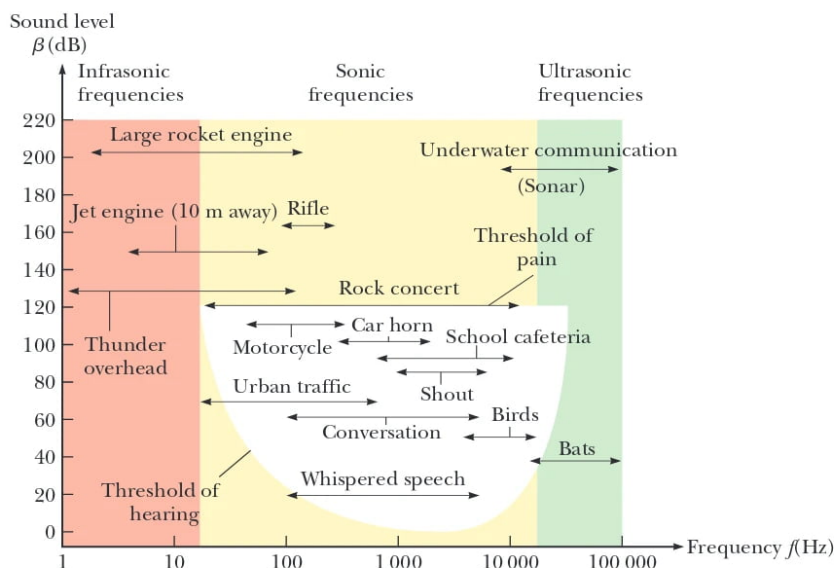 Sound level
β (dB)
Infrasonic
frequencies
Sonic
frequencies
Ultrasonic
frequencies
220
Large rocket engine
200
Underwater communication
(Sonar)
180
Jet engine (10 m away)
Rifle
160
Threshold of
pain
140
Rock concert
120
Car horn
School cafeteria
Thunder
overhead
100
Motorcycle
80
Urban traffic
Shout
60
Birds
Conversation
40
Bats
Whispered speech
Threshold of
hearing
20
0
1
10
100
1 000
10 000
100 000
Frequency f(Hz)